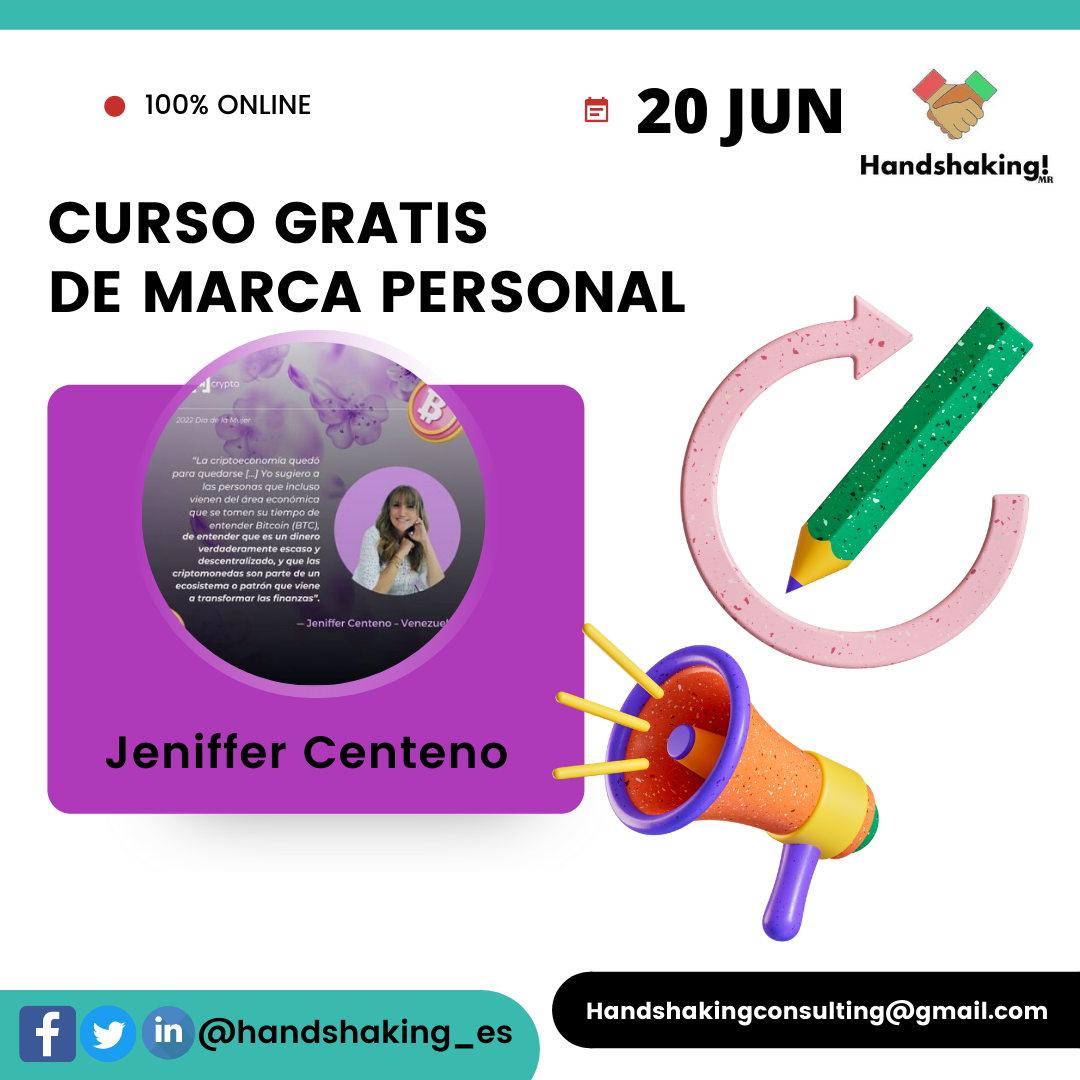 100% ONLINE
20 JUN
Handshaking!
MR
CURSO GRATIS
DE MARCA PERSONAL
crypto
2022 Día de la Mujer
"La criptoeconomía quedó
para quedarse [...] Yo sugiero a
las personas que incluso
vienen del área económica
que se tomen su tiempo de
entender Bitcoin (BTC),
de entender que es un dinero
verdaderamente escaso y
descentralizado, y que las
criptomonedas son parte de un
ecosistema o patrón que viene
a transformar las finanzas".
— Jeniffer Centeno – Venezuel
Jeniffer Centeno
@handshaking_es
Handshakingconsulting@gmail.com